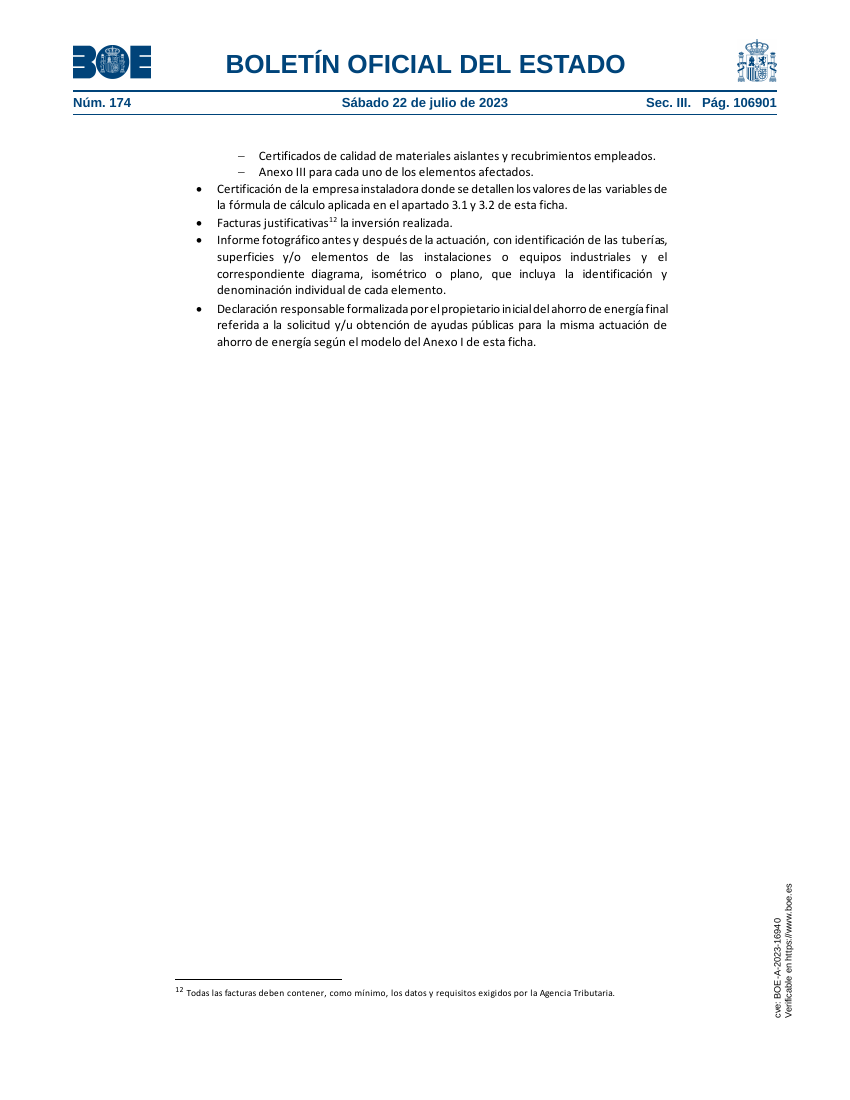 BOE
BOLETÍN OFICIAL DEL ESTADO
Núm. 174 Sábado 22 de julio de 2023 Sec. III. Pág. 106901
– Certificados de calidad de materiales aislantes y recubrimientos empleados.
– Anexo III para cada uno de los elementos afectados.
• Certificación de la empresa instaladora donde se detallen los valores de las variables de
la fórmula de cálculo aplicada en el apartado 3.1 y 3.2 de esta ficha.
• Facturas justificativas12 la inversión realizada.
• Informe fotográfico antes y después de la actuación, con identificación de las tuberías,
superficies y/o elementos de las instalaciones o equipos industriales y el
correspondiente diagrama, isométrico o plano, que incluya la identificación y
denominación individual de cada elemento.
• Declaración responsable formalizada por el propietario inicial del ahorro de energía final
referida a la solicitud y/u obtención de ayudas públicas para la misma actuación de
ahorro de energía según el modelo del Anexo I de esta ficha.
12 Todas las facturas deben contener, como mínimo, los datos y requisitos exigidos por la Agencia Tributaria.
cve: BOE-A-2023-16940
Verificable en https://www.boe.es